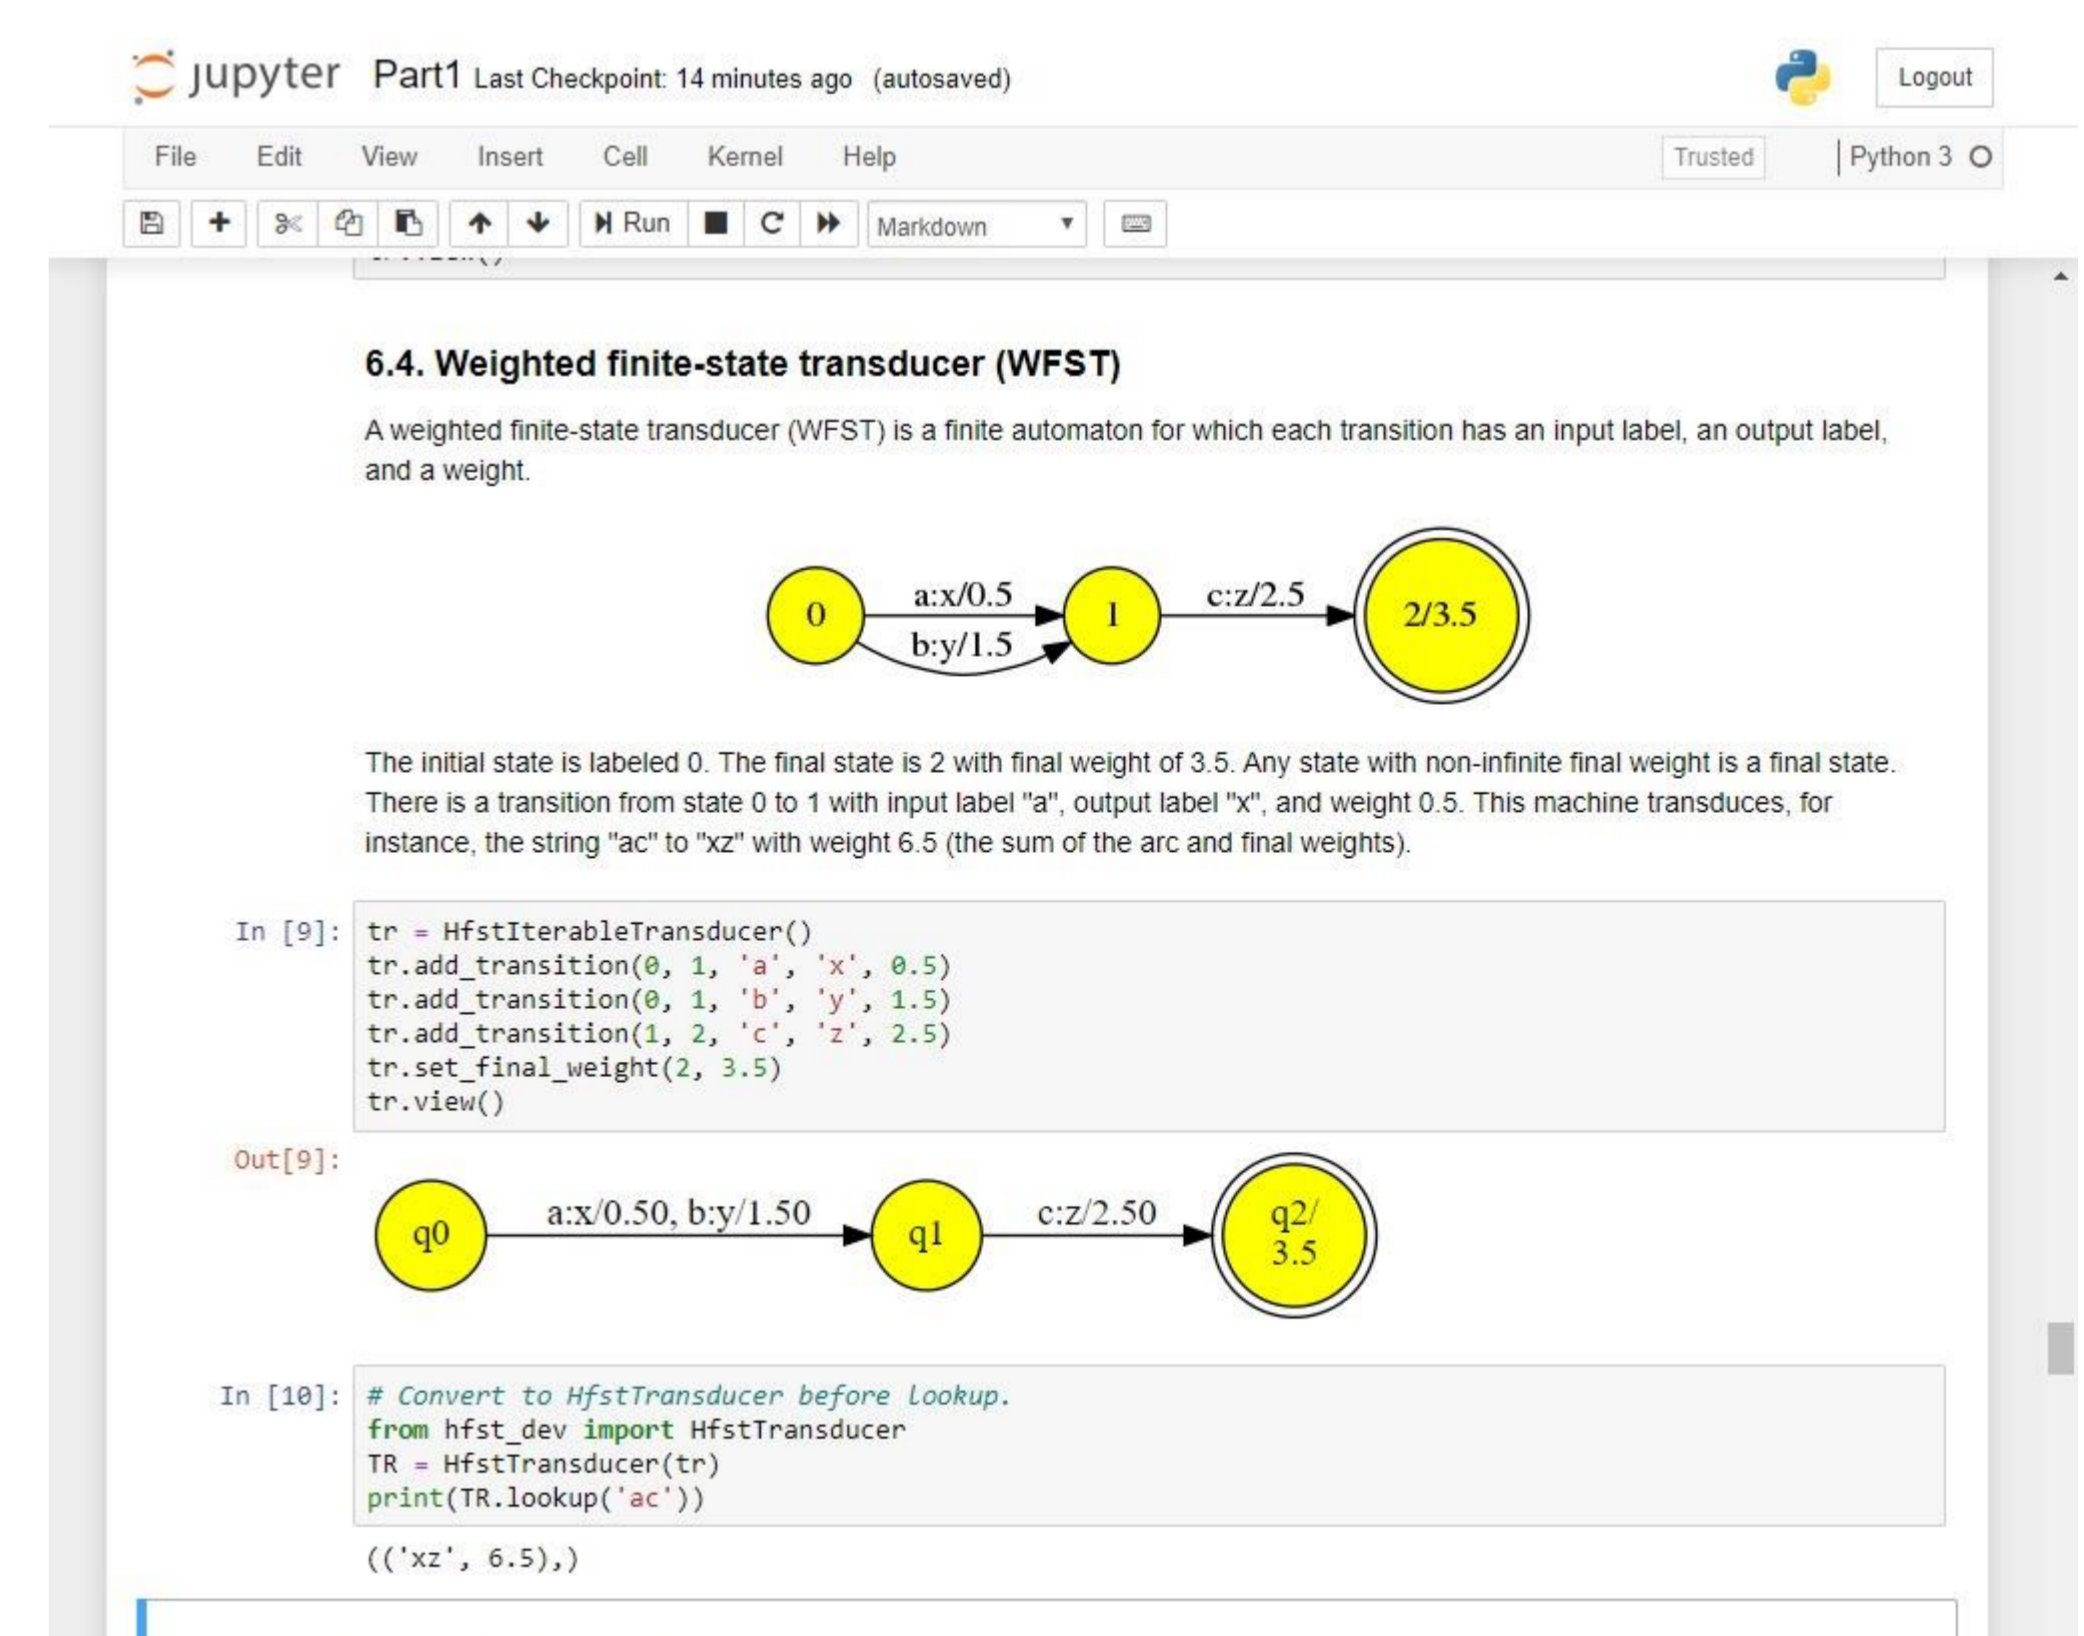 jupyter Part1 Last Checkpoint: 14 minutes ago (autosaved) Logout
File Edit View Insert Cell Kernel Help Trusted Python 3
Run Markdown
6.4. Weighted finite-state transducer (WFST)
A weighted finite-state transducer (WFST) is a finite automaton for which each transition has an input label, an output label,
and a weight.
0 a:x/0.5 1 c:z/2.5 2/3.5
b:y/1.5
The initial state is labeled 0. The final state is 2 with final weight of 3.5. Any state with non-infinite final weight is a final state.
There is a transition from state 0 to 1 with input label "a", output label "x", and weight 0.5. This machine transduces, for
instance, the string "ac" to "xz" with weight 6.5 (the sum of the arc and final weights).
In [9]: tr = HfstIterableTransducer()
tr.add_transition(0, 1, 'a', 'x', 0.5)
tr.add_transition(0, 1, 'b', 'y', 1.5)
tr.add_transition(1, 2, 'c', 'z', 2.5)
tr.set_final_weight(2, 3.5)
tr.view()
Out[9]:
q0 a:x/0.50, b:y/1.50 q1 c:z/2.50 q2/
3.5
In [10]: # Convert to HfstTransducer before lookup.
from hfst_dev import HfstTransducer
TR = HfstTransducer(tr)
print(TR.lookup('ac'))
(('xz', 6.5),)